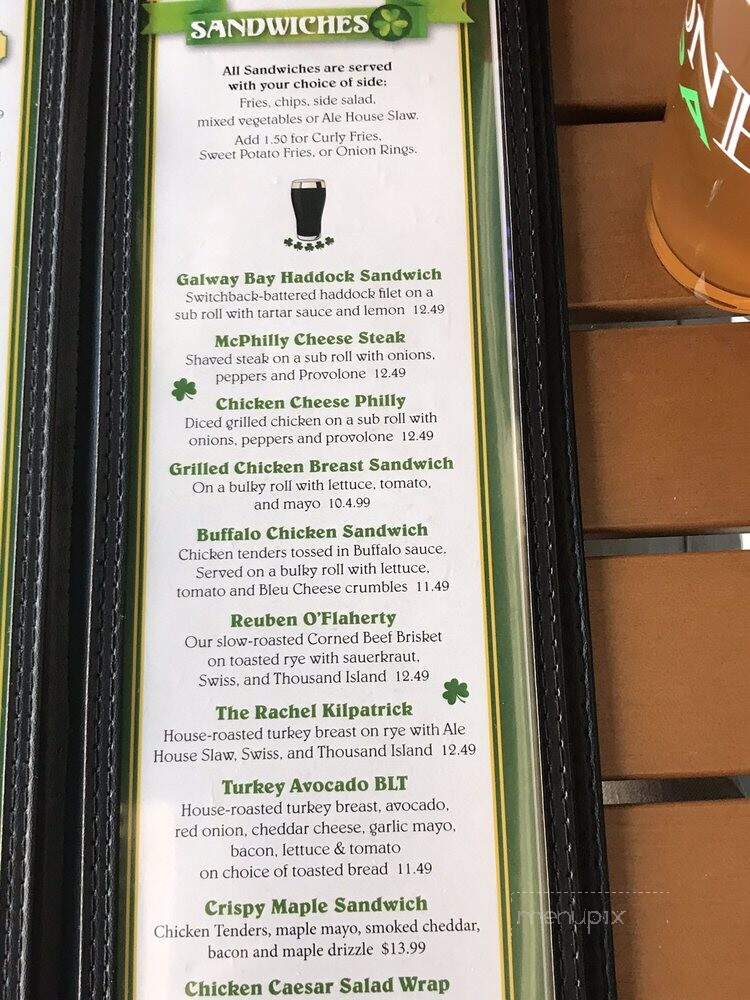 SANDWICHES
All Sandwiches are served
with your choice of side:
Fries, chips, side salad,
mixed vegetables or Ale House Slaw.
Add 1.50 for Curly Fries,
Sweet Potato Fries, or Onion Rings.
Galway Bay Haddock Sandwich
Switchback-battered haddock filet on a
sub roll with tartar sauce and lemon 12.49
McPhilly Cheese Steak
Shaved steak on a sub roll with onions,
peppers and Provolone 12.49
Chicken Cheese Philly
Diced grilled chicken on a sub roll with
onions, peppers and provolone 12.49
Grilled Chicken Breast Sandwich
On a bulky roll with lettuce, tomato,
and mayo 10.4.99
Buffalo Chicken Sandwich
Chicken tenders tossed in Buffalo sauce.
Served on a bulky roll with lettuce,
tomato and Bleu Cheese crumbles 11.49
Reuben O'Flaherty
Our slow-roasted Corned Beef Brisket
on toasted rye with sauerkraut,
Swiss, and Thousand Island 12.49
The Rachel Kilpatrick
House-roasted turkey breast on rye with Ale
House Slaw, Swiss, and Thousand Island 12.49
Turkey Avocado BLT
House-roasted turkey breast, avocado,
red onion, cheddar cheese, garlic mayo,
bacon, lettuce & tomato
on choice of toasted bread 11.49
Crispy Maple Sandwich
Chicken Tenders, maple mayo, smoked cheddar,
bacon and maple drizzle $13.99
Chicken Caesar Salad Wrap
menupix